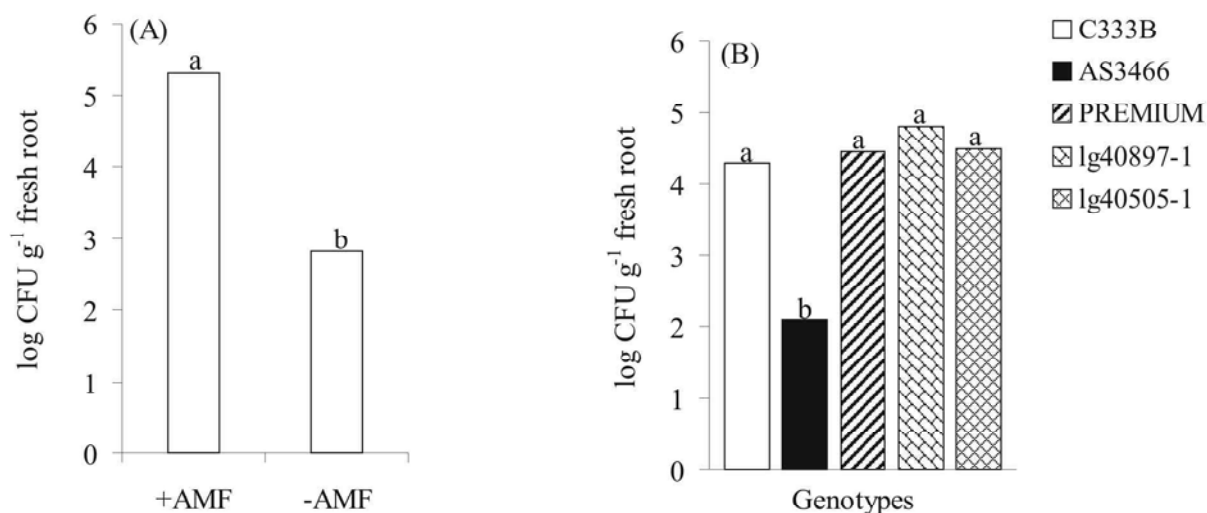 (A)
log CFU g⁻¹ fresh root
6
5
4
3
2
1
0
a
b
+AMF -AMF
(B)
log CFU g⁻¹ fresh root
6
5
4
3
2
1
0
a
b
a
a
a
Genotypes
C333B
AS3466
PREMIUM
lg40897-1
lg40505-1